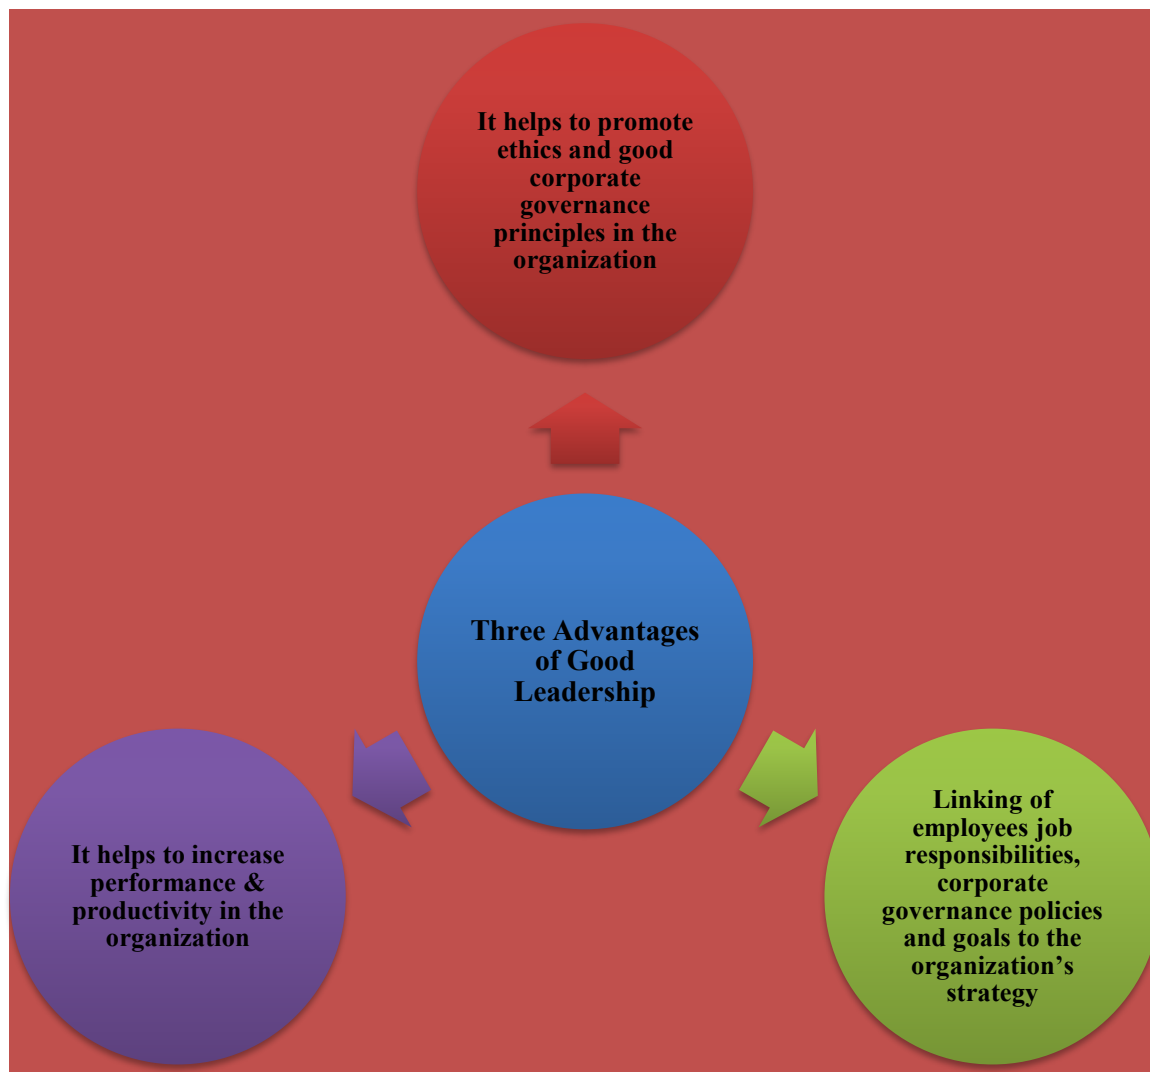 It helps to promote
ethics and good
corporate
governance
principles in the
organization
Three Advantages
of Good
Leadership
It helps to increase
performance &
productivity in the
organization
Linking of
employees job
responsibilities,
corporate
governance policies
and goals to the
organization’s
strategy